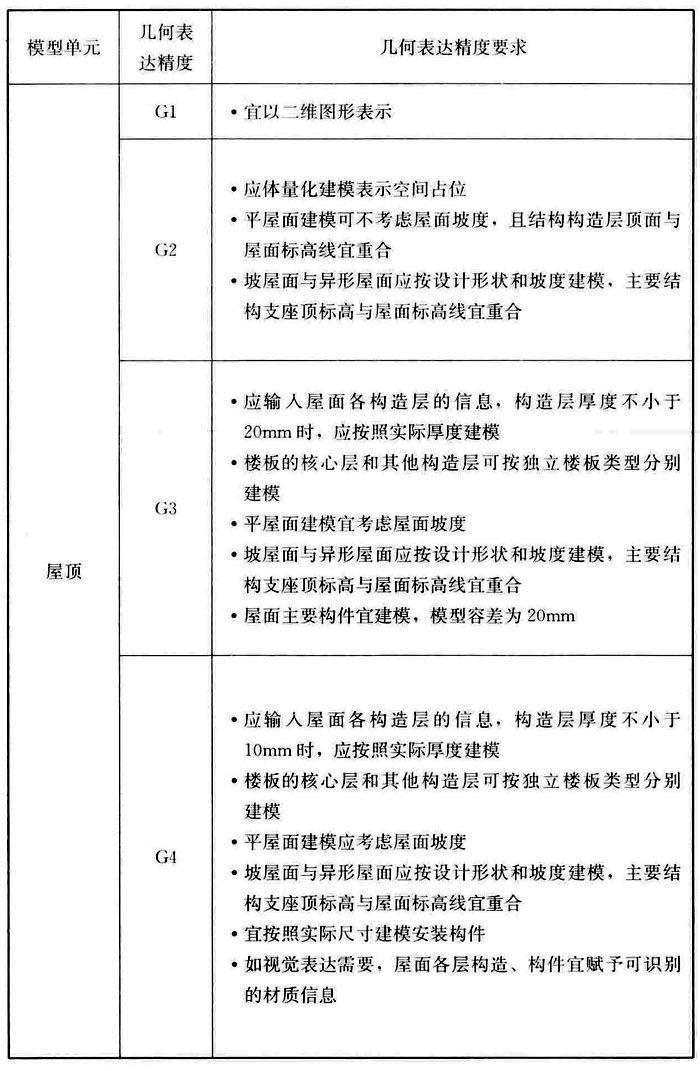 模型单元
几何表
达精度
几何表达精度要求
屋顶
G1
•宜以二维图形表示
G2
•应体量化建模表示空间占位
•平屋面建模可不考虑屋面坡度，且结构构造层顶面与
屋面标高线宜重合
•坡屋面与异形屋面应按设计形状和坡度建模，主要结
构支座顶标高与屋面标高线宜重合
G3
•应输入屋面各构造层的信息，构造层厚度不小于
20mm时，应按照实际厚度建模
•楼板的核心层和其他构造层可按独立楼板类型分别
建模
•平屋面建模宜考虑屋面坡度
•坡屋面与异形屋面应按设计形状和坡度建模，主要结
构支座顶标高与屋面标高线宜重合
•屋面主要构件宜建模，模型容差为20mm
G4
•应输入屋面各构造层的信息，构造层厚度不小于
10mm时，应按照实际厚度建模
•楼板的核心层和其他构造层可按独立楼板类型分别
建模
•平屋面建模应考虑屋面坡度
•坡屋面与异形屋面应按设计形状和坡度建模，主要结
构支座顶标高与屋面标高线宜重合
•宜按照实际尺寸建模安装构件
•如视觉表达需要，屋面各层构造、构件宜赋予可识别
的材质信息